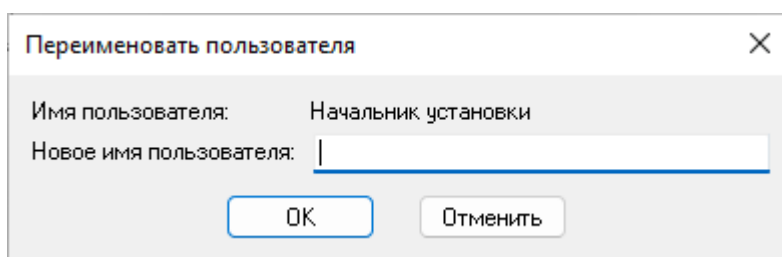 Переименовать пользователя
Имя пользователя: Начальник установки
Новое имя пользователя:
OK Отменить